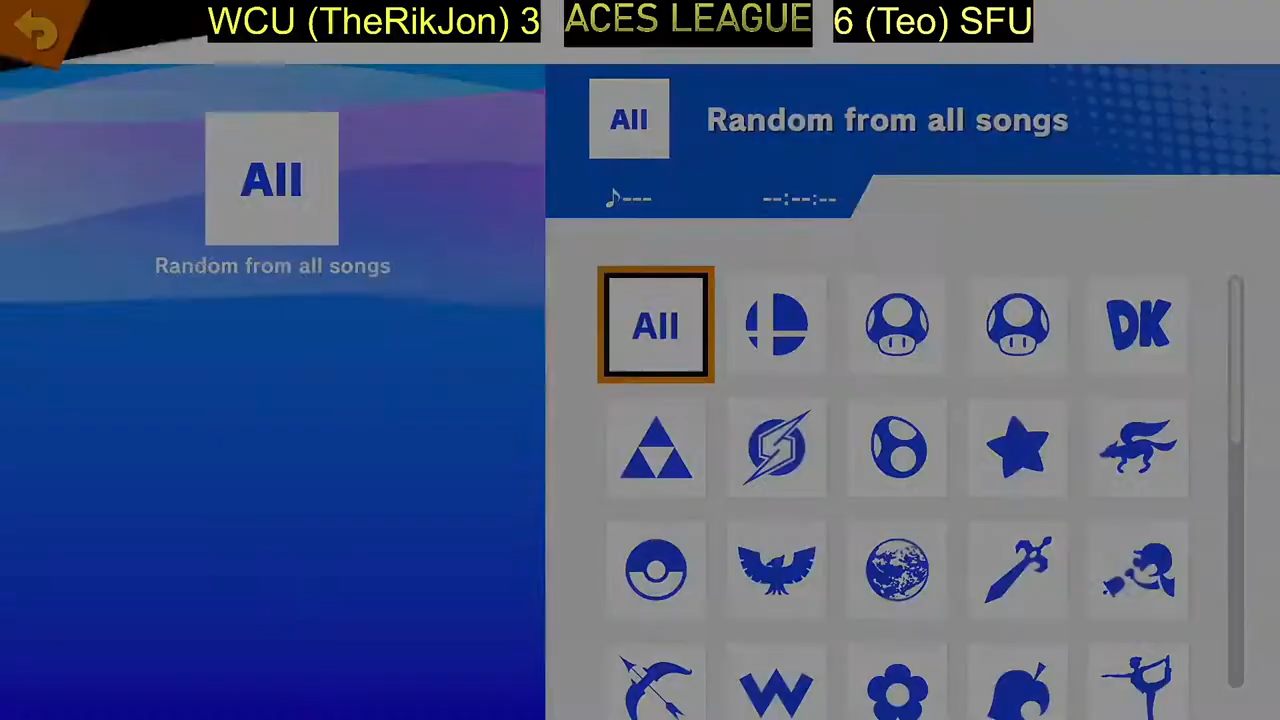 WCU (TheRikJon) 3 ACES LEAGUE 6 (Teo) SFU
All
Random from all songs
All
Random from all songs
♪--- --:--:--
All
DK